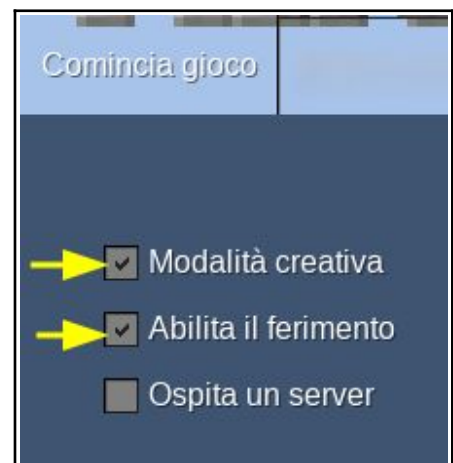 Comincia gioco
Modalità creativa
Abilita il ferimento
Ospita un server